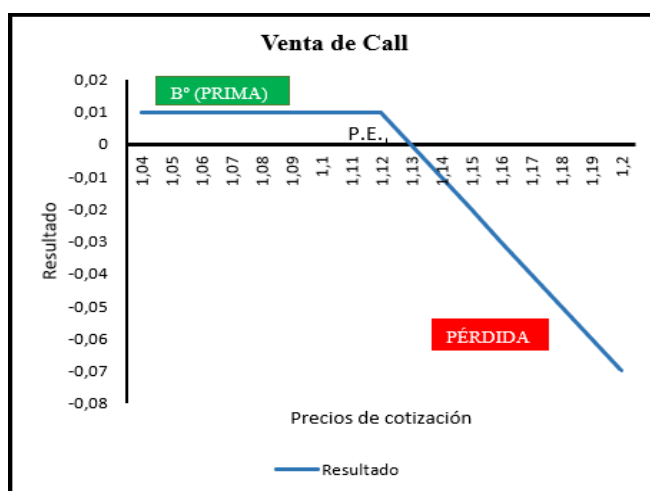 Venta de Call
0,02
Bº (PRIMA)
0,01
P.E.
0
1,04 1,05 1,06 1,07 1,08 1,09 1,1 1,11 1,12 1,13 1,14 1,15 1,16 1,17 1,18 1,19 1,2
-0,01
-0,02
-0,03
-0,04
-0,05
-0,06
-0,07
-0,08
Resultado
PÉRDIDA
Precios de cotización
Resultado